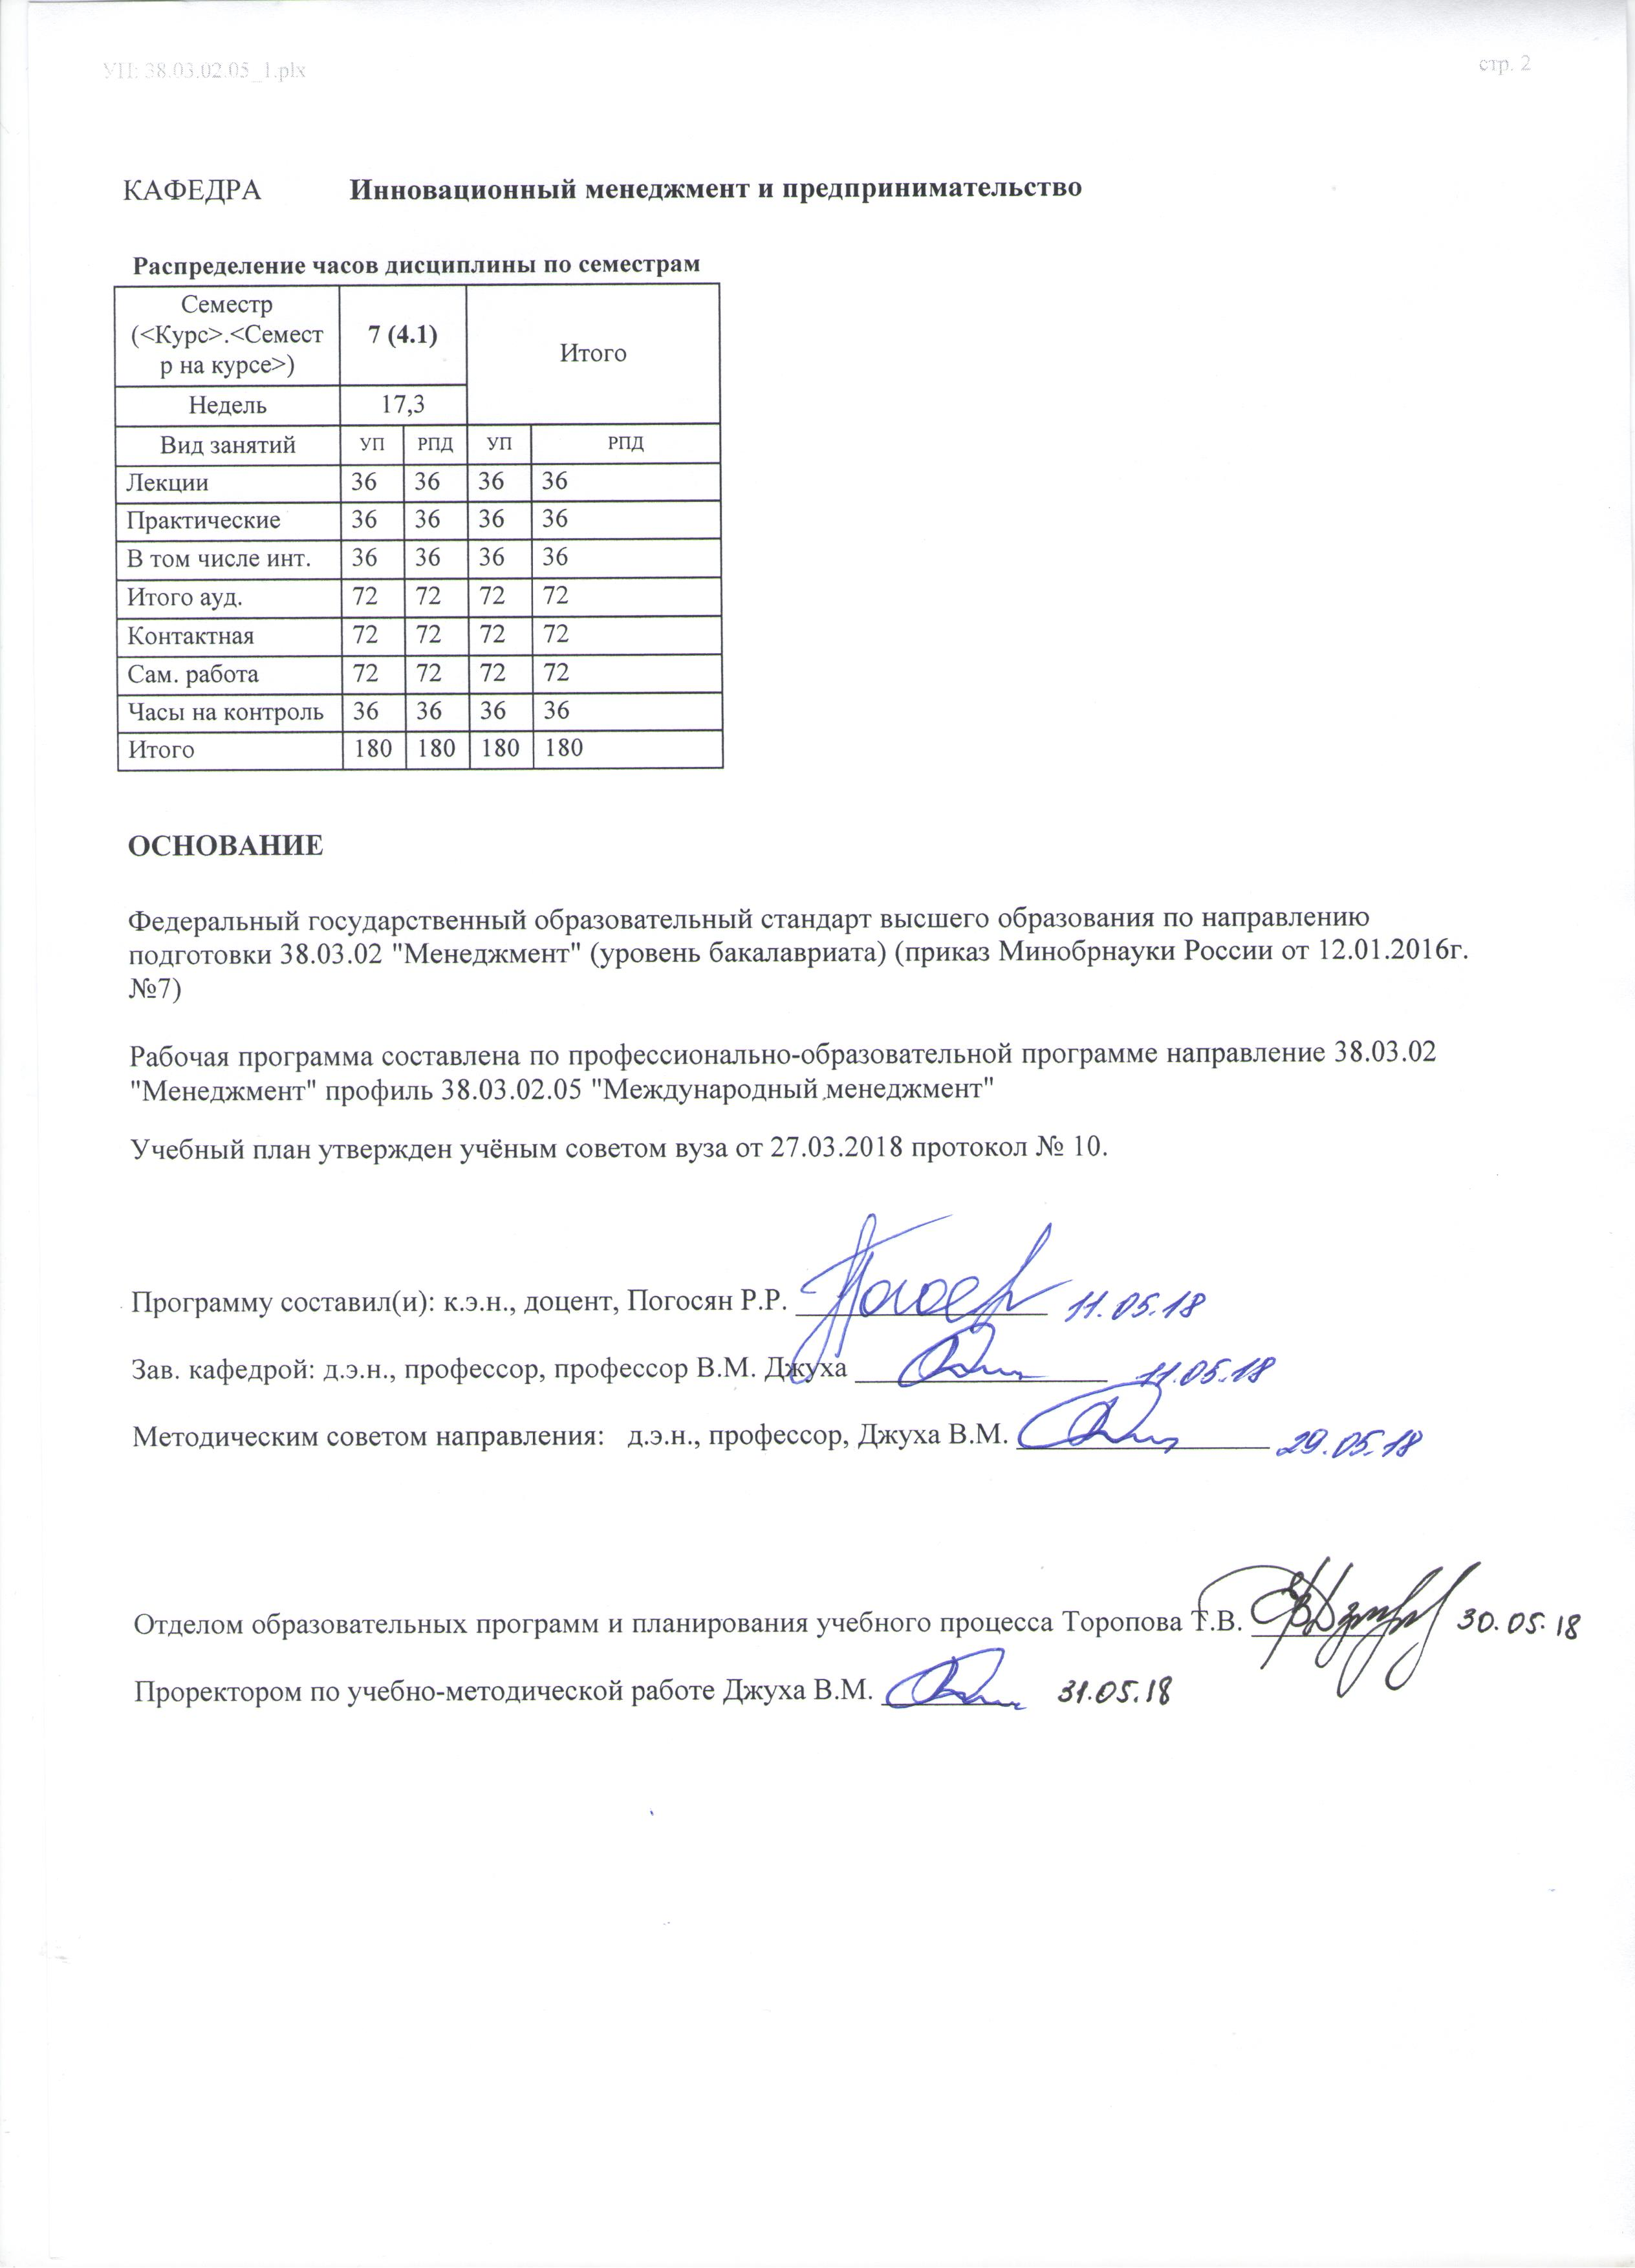 УП: 38.03.02.05_1.plx
стр. 2
КАФЕДРА Инновационный менеджмент и предпринимательство
Распределение часов дисциплины по семестрам
Семестр
(<Курс>.<Семест
р на курсе>)
7 (4.1)
Итого
Недель 17,3
Вид занятий УП РПД УП РПД
Лекции 36 36 36 36
Практические 36 36 36 36
В том числе инт. 36 36 36 36
Итого ауд. 72 72 72 72
Контактная 72 72 72 72
Сам. работа 72 72 72 72
Часы на контроль 36 36 36 36
Итого 180 180 180 180
ОСНОВАНИЕ
Федеральный государственный образовательный стандарт высшего образования по направлению
подготовки 38.03.02 "Менеджмент" (уровень бакалавриата) (приказ Минобрнауки России от 12.01.2016г.
№7)
Рабочая программа составлена по профессионально-образовательной программе направление 38.03.02
"Менеджмент" профиль 38.03.02.05 "Международный менеджмент"
Учебный план утвержден учёным советом вуза от 27.03.2018 протокол № 10.
Программу составил(и): к.э.н., доцент, Погосян Р.Р. 11.05.18
Зав. кафедрой: д.э.н., профессор, профессор В.М. Джуха 11.05.18
Методическим советом направления: д.э.н., профессор, Джуха В.М. 29.05.18
Отделом образовательных программ и планирования учебного процесса Торопова Т.В. 30.05.18
Проректором по учебно-методической работе Джуха В.М. 31.05.18